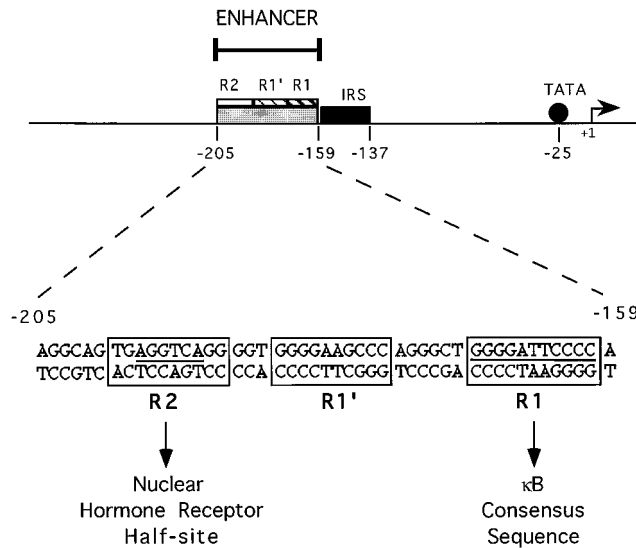 ENHANCER
R2 R1' R1 IRS TATA
+1
-205 -159 -137 -25
-205 -159
AGGCAG TGAGGTCAGG GGT GGGGAAGCCC AGGGCT GGGGATTCCCC A
TCCGTC ACTCCAGTCC CCA CCCCTTCGGG TCCCGA CCCCTAAGGGG T
R2 R1' R1
Nuclear κB
Hormone Receptor Consensus
Half-site Sequence